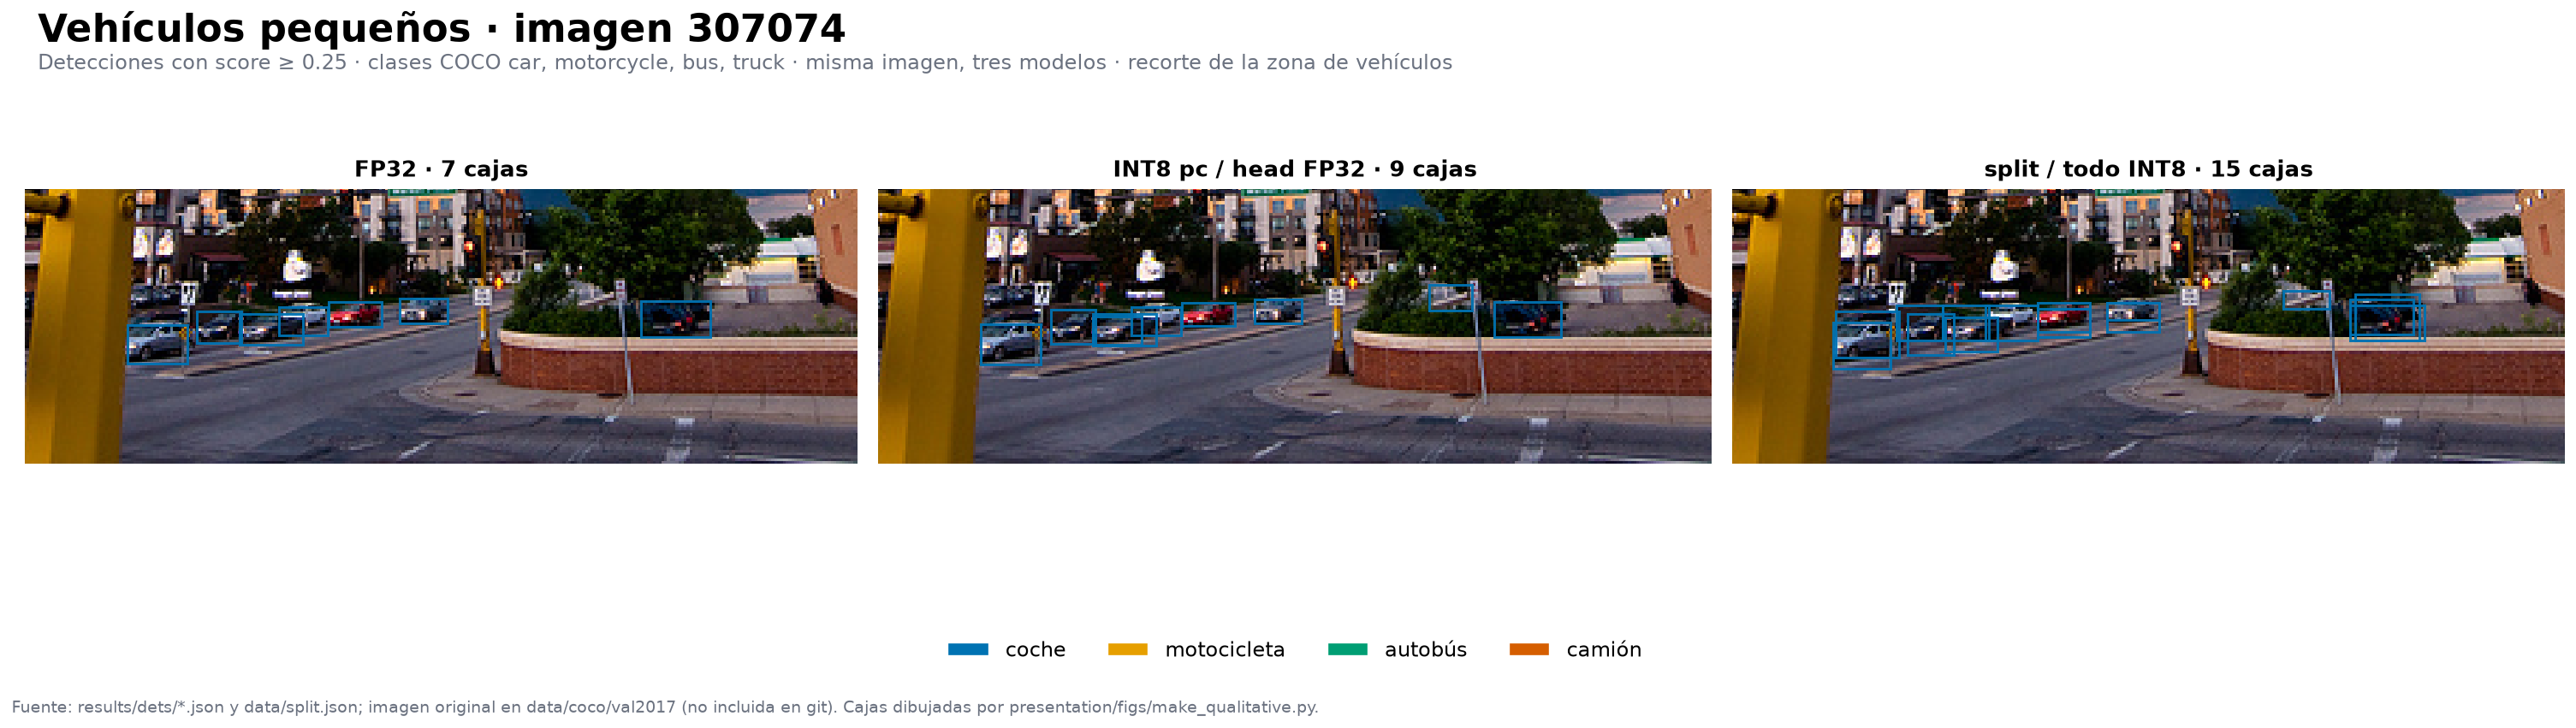 Vehículos pequeños · imagen 307074
Detecciones con score ≥ 0.25 · clases COCO car, motorcycle, bus, truck · misma imagen, tres modelos · recorte de la zona de vehículos
FP32 · 7 cajas
INT8 pc / head FP32 · 9 cajas
split / todo INT8 · 15 cajas
coche
motocicleta
autobús
camión
Fuente: results/dets/*.json y data/split.json; imagen original en data/coco/val2017 (no incluida en git). Cajas dibujadas por presentation/figs/make_qualitative.py.